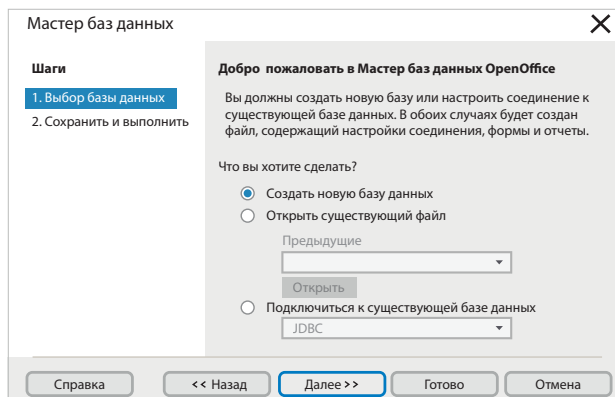 Мастер баз данных
Шаги
1. Выбор базы данных
2. Сохранить и выполнить
Добро пожаловать в Мастер баз данных OpenOffice
Вы должны создать новую базу или настроить соединение к
существующей базе данных. В обоих случаях будет создан
файл, содержащий настройки соединения, формы и отчеты.
Что вы хотите сделать?
Создать новую базу данных
Открыть существующий файл
Предыдущие
Открыть
Подключиться к существующей базе данных
JDBC
Справка
<< Назад
Далее >>
Готово
Отмена